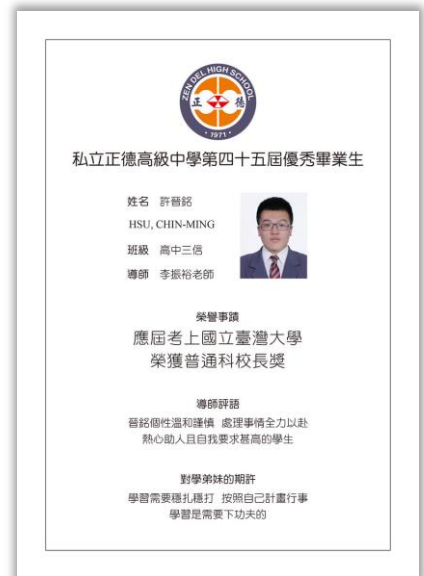 ZEN DEL HIGH SCHOOL
正 德
· 1971 ·
私立正德高級中學第四十五屆優秀畢業生
姓名 許晉銘
HSU, CHIN-MING
班級 高中三信
導師 李振裕老師
榮譽事蹟
應屆考上國立臺灣大學
榮獲普通科校長獎
導師評語
晉銘個性溫和謹慎 處理事情全力以赴
熱心助人且自我要求甚高的學生
對學弟妹的期許
學習需要穩扎穩打 按照自己計畫行事
學習是需要下功夫的